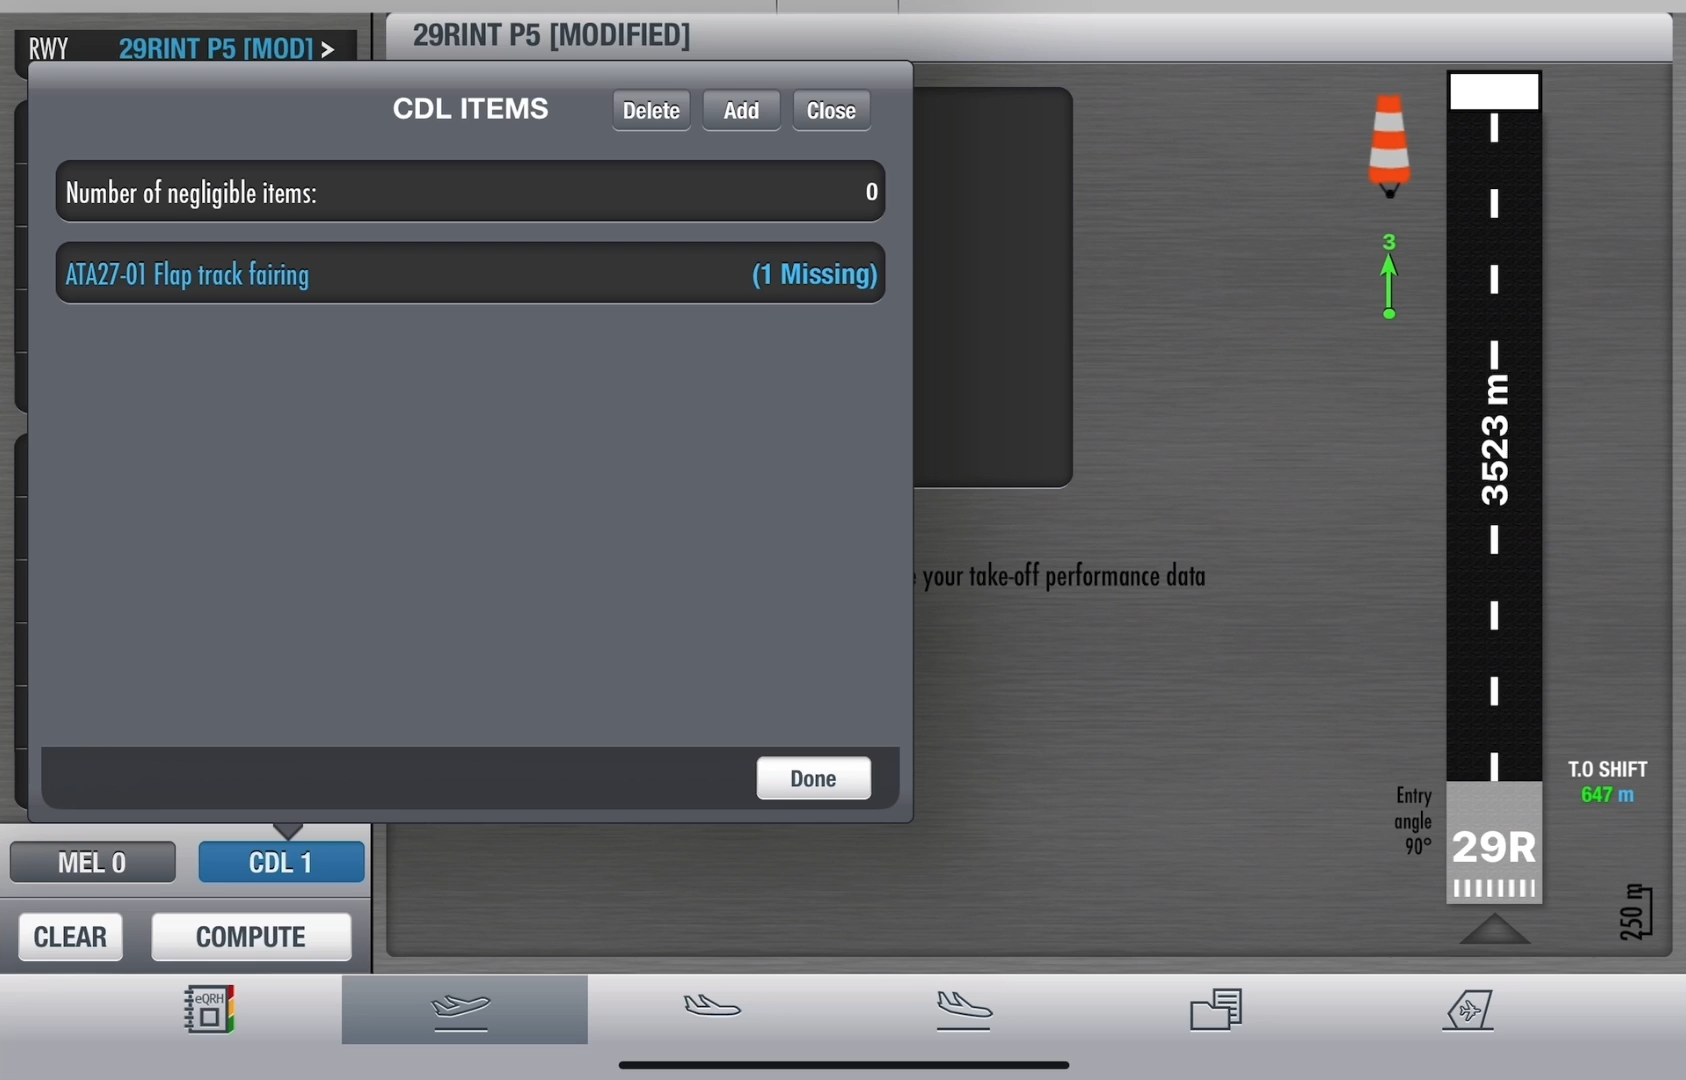 RWY 29RINT P5 [MOD] >
29RINT P5 [MODIFIED]
CDL ITEMS
Delete
Add
Close
Number of negligible items: 0
ATA27-01 Flap track fairing (1 Missing)
Done
your take-off performance data
3
3523 m
T.O SHIFT
647 m
Entry
angle
90°
29R
250 m
MEL 0
CDL 1
CLEAR
COMPUTE
eQRH